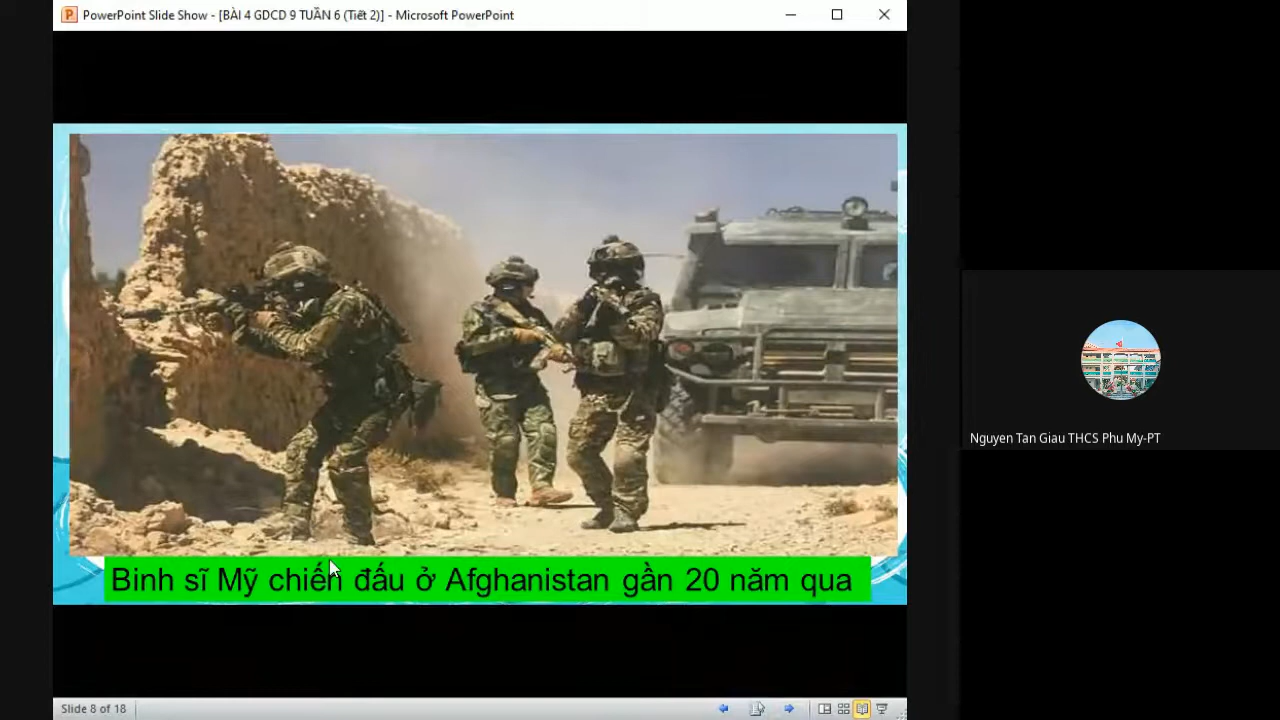 PowerPoint Slide Show - [BÀI 4 GDCD 9 TUẦN 6 (Tiết 2)] - Microsoft PowerPoint
Binh sĩ Mỹ chiến đấu ở Afghanistan gần 20 năm qua
Nguyen Tan Giau THCS Phu My-PT
Slide 8 of 18